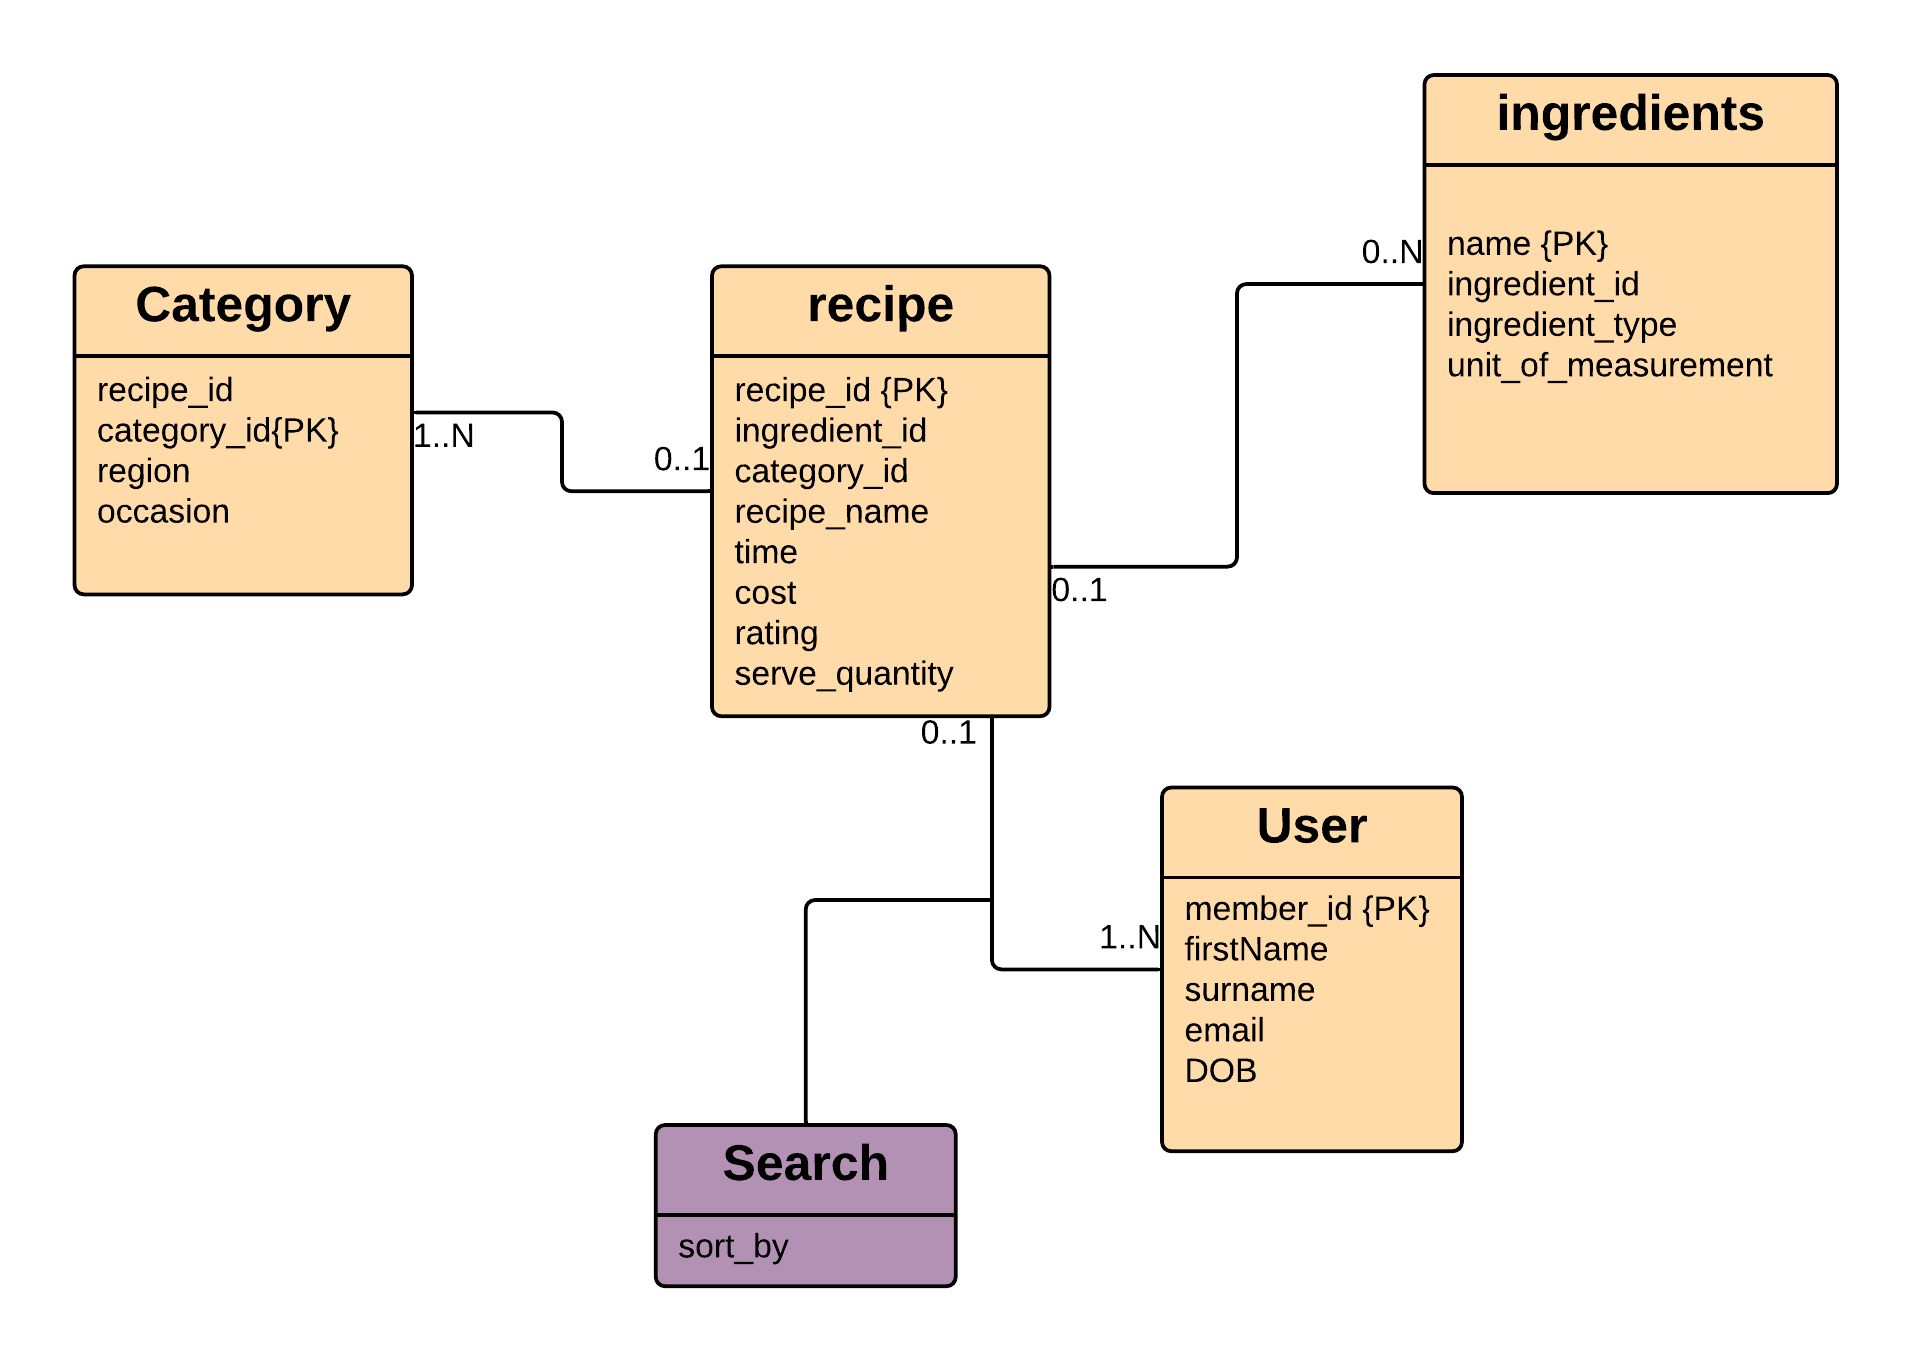 Category
recipe_id
category_id{PK}
region
occasion
1..N
0..1
recipe
recipe_id {PK}
ingredient_id
category_id
recipe_name
time
cost
rating
serve_quantity
0..1
0..N
ingredients
name {PK}
ingredient_id
ingredient_type
unit_of_measurement
0..1
1..N
User
member_id {PK}
firstName
surname
email
DOB
Search
sort_by